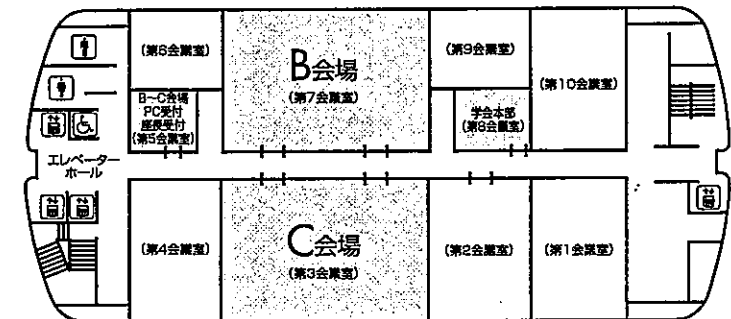 (第6会議室)
B会場
(第7会議室)
(第9会議室)
(第10会議室)
B～C会場
PC受付
座長受付
(第5会議室)
学会本部
(第8会議室)
エレベーター
ホール
(第4会議室)
C会場
(第3会議室)
(第2会議室)
(第1会議室)